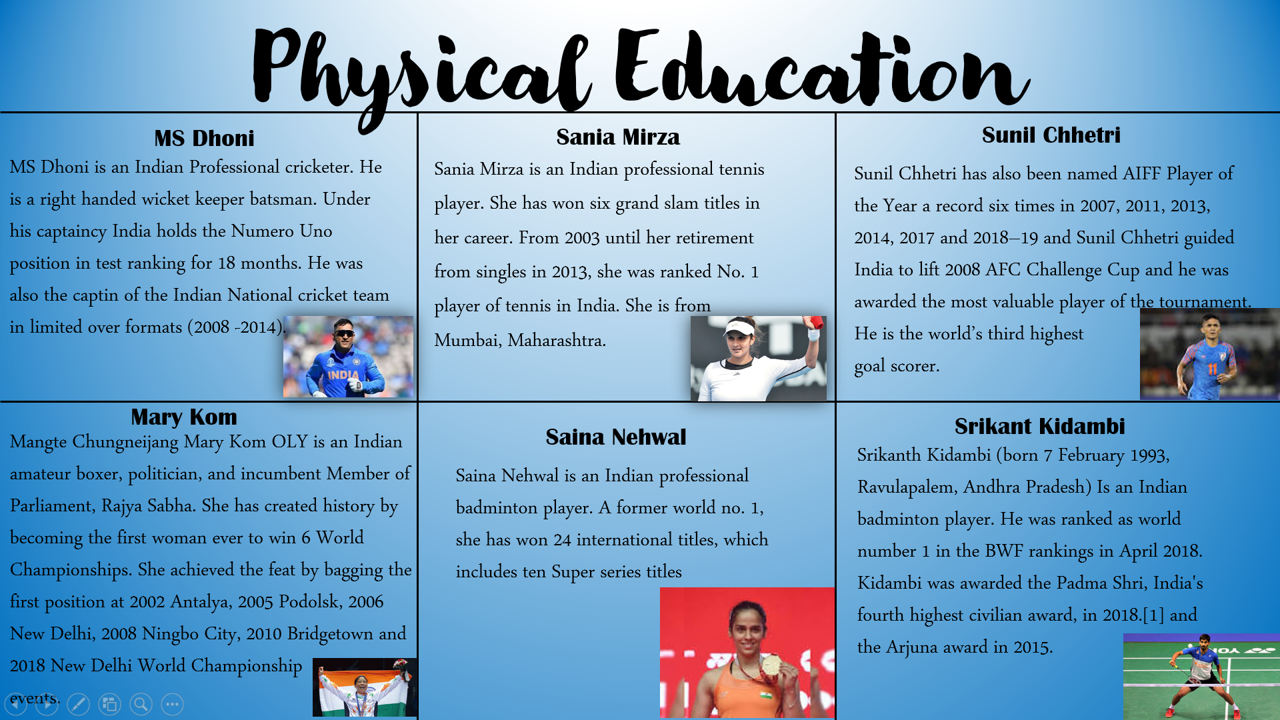 Physical Education
MS Dhoni
MS Dhoni is an Indian Professional cricketer. He
is a right handed wicket keeper batsman. Under
his captaincy India holds the Numero Uno
position in test ranking for 18 months. He was
also the captin of the Indian National cricket team
in limited over formats (2008 -2014).
INDIA
Sania Mirza
Sania Mirza is an Indian professional tennis
player. She has won six grand slam titles in
her career. From 2003 until her retirement
from singles in 2013, she was ranked No. 1
player of tennis in India. She is from
Mumbai, Maharashtra.
Sunil Chhetri
Sunil Chhetri has also been named AIFF Player of
the Year a record six times in 2007, 2011, 2013,
2014, 2017 and 2018–19 and Sunil Chhetri guided
India to lift 2008 AFC Challenge Cup and he was
awarded the most valuable player of the tournament.
He is the world's third highest
goal scorer.
11
Mary Kom
Mangte Chungneijang Mary Kom OLY is an Indian
amateur boxer, politician, and incumbent Member of
Parliament, Rajya Sabha. She has created history by
becoming the first woman ever to win 6 World
Championships. She achieved the feat by bagging the
first position at 2002 Antalya, 2005 Podolsk, 2006
New Delhi, 2008 Ningbo City, 2010 Bridgetown and
2018 New Delhi World Championship
events.
Saina Nehwal
Saina Nehwal is an Indian professional
badminton player. A former world no. 1,
she has won 24 international titles, which
includes ten Super series titles
Srikant Kidambi
Srikanth Kidambi (born 7 February 1993,
Ravulapalem, Andhra Pradesh) Is an Indian
badminton player. He was ranked as world
number 1 in the BWF rankings in April 2018.
Kidambi was awarded the Padma Shri, India's
fourth highest civilian award, in 2018.[1] and
the Arjuna award in 2015.